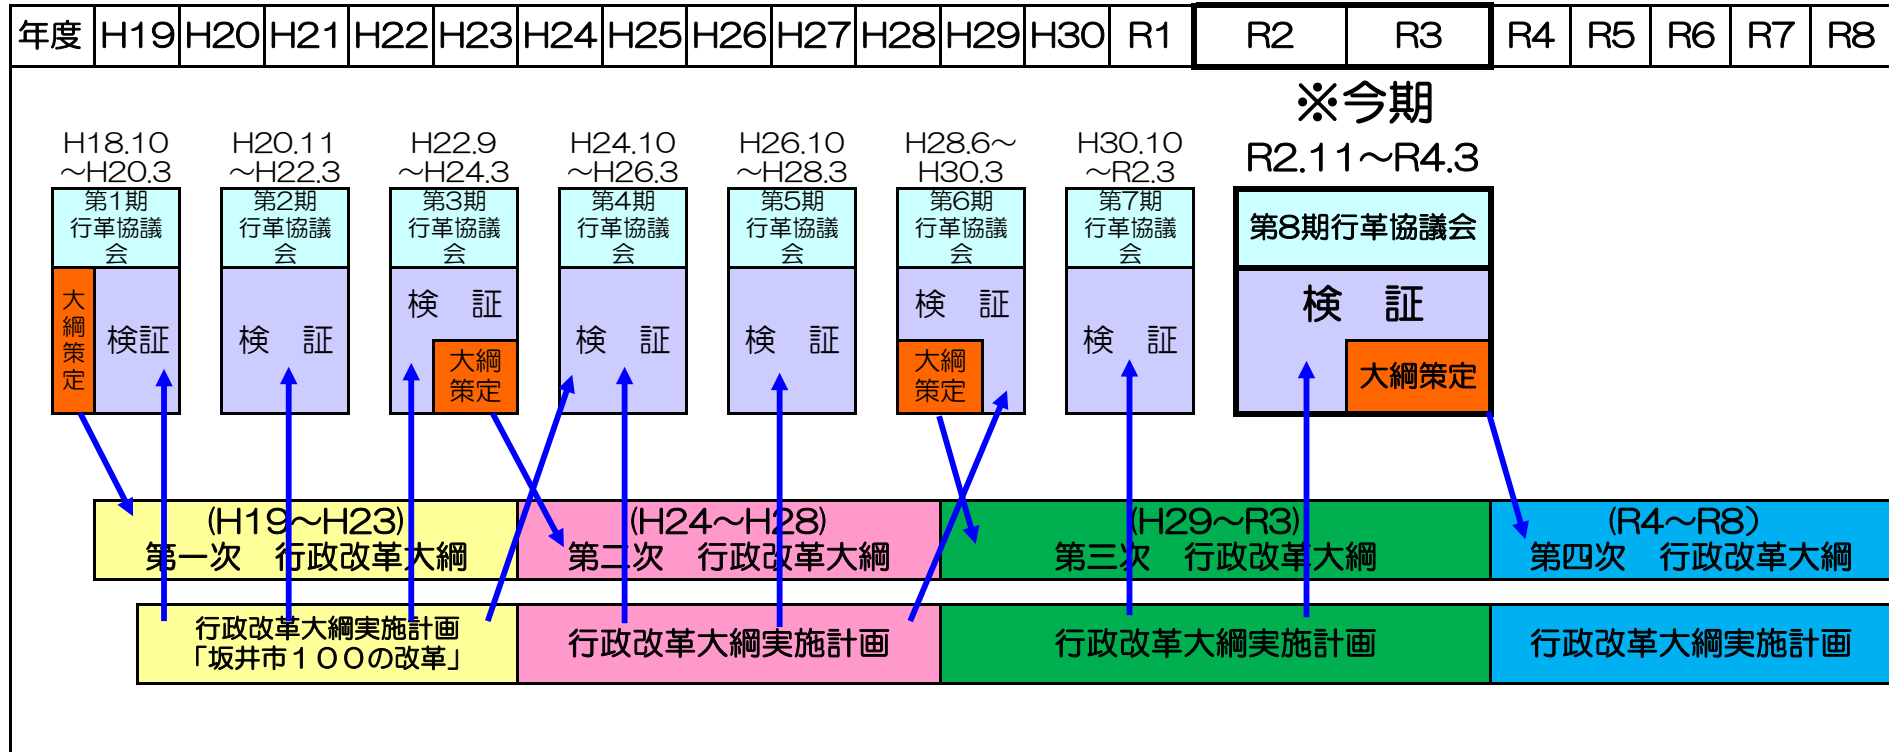 年度 H19 H20 H21 H22 H23 H24 H25 H26 H27 H28 H29 H30 R1 R2 R3 R4 R5 R6 R7 R8
※今期
R2.11～R4.3
H18.10
～H20.3
第1期
行革協議
会
大綱策定
検証
H20.11
～H22.3
第2期
行革協議
会
検　証
H22.9
～H24.3
第3期
行革協議
会
検　証
大綱
策定
H24.10
～H26.3
第4期
行革協議
会
検　証
H26.10
～H28.3
第5期
行革協議
会
検　証
H28.6～
H30.3
第6期
行革協議
会
検　証
大綱
策定
H30.10
～R2.3
第7期
行革協議
会
検　証
第8期行革協議会
検　証
大綱策定
(H19～H23)
第一次　行政改革大綱
(H24～H28)
第二次　行政改革大綱
(H29～R3)
第三次　行政改革大綱
(R4～R8）
第四次　行政改革大綱
行政改革大綱実施計画
「坂井市１００の改革」
行政改革大綱実施計画
行政改革大綱実施計画
行政改革大綱実施計画